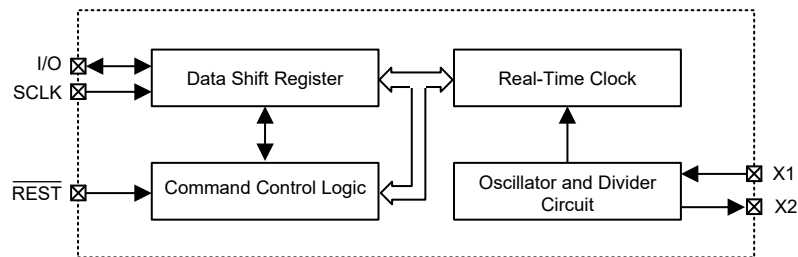 I/O
Data Shift Register
Real-Time Clock
SCLK
REST
Command Control Logic
Oscillator and Divider
Circuit
X1
X2